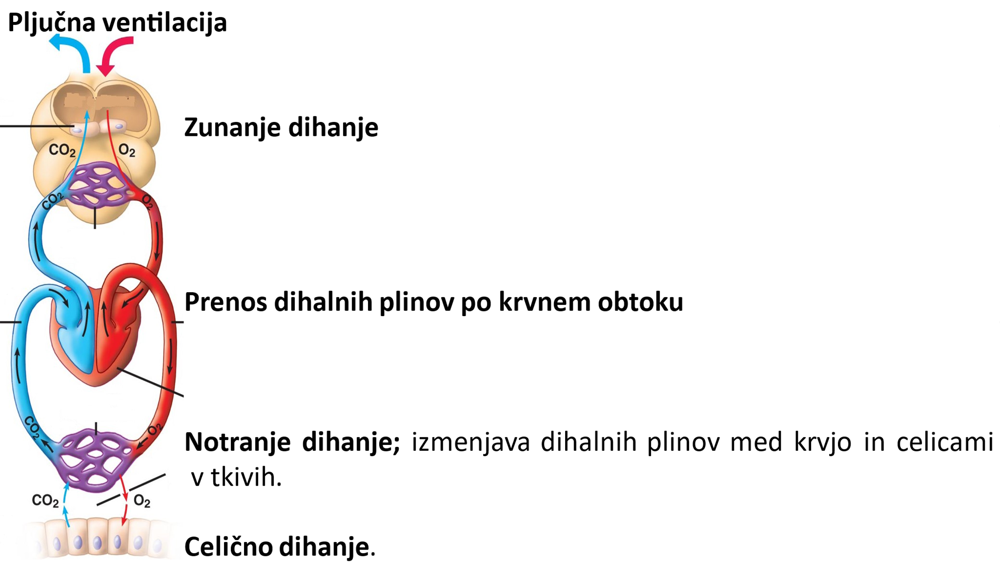 Pljučna ventilacija
Zunanje dihanje
CO₂
O₂
CO₂
O₂
Prenos dihalnih plinov po krvnem obtoku
CO₂
O₂
Notranje dihanje; izmenjava dihalnih plinov med krvjo in celicami
v tkivih.
CO₂
O₂
Celično dihanje.